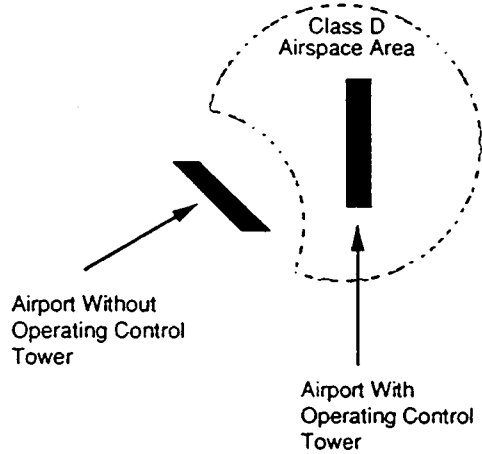 Class D
Airspace Area
Airport Without
Operating Control
Tower
Airport With
Operating Control
Tower